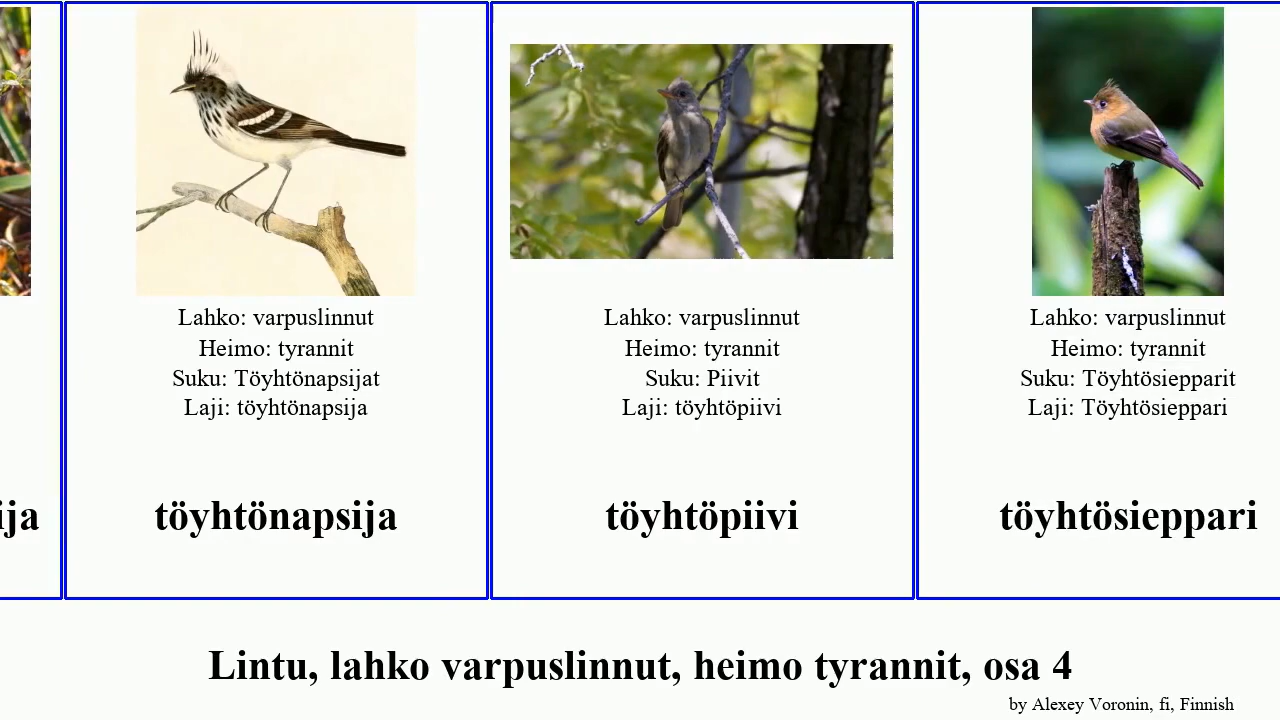 Lahko: varpuslinnut
Heimo: tyrannit
Suku: Töyhtönapsijat
Laji: töyhtönapsija
töyhtönapsija
Lahko: varpuslinnut
Heimo: tyrannit
Suku: Piivit
Laji: töyhtöpiivi
töyhtöpiivi
Lahko: varpuslinnut
Heimo: tyrannit
Suku: Töyhtösiepparit
Laji: Töyhtösieppari
töyhtösieppari
Lintu, lahko varpuslinnut, heimo tyrannit, osa 4
by Alexey Voronin, fi, Finnish